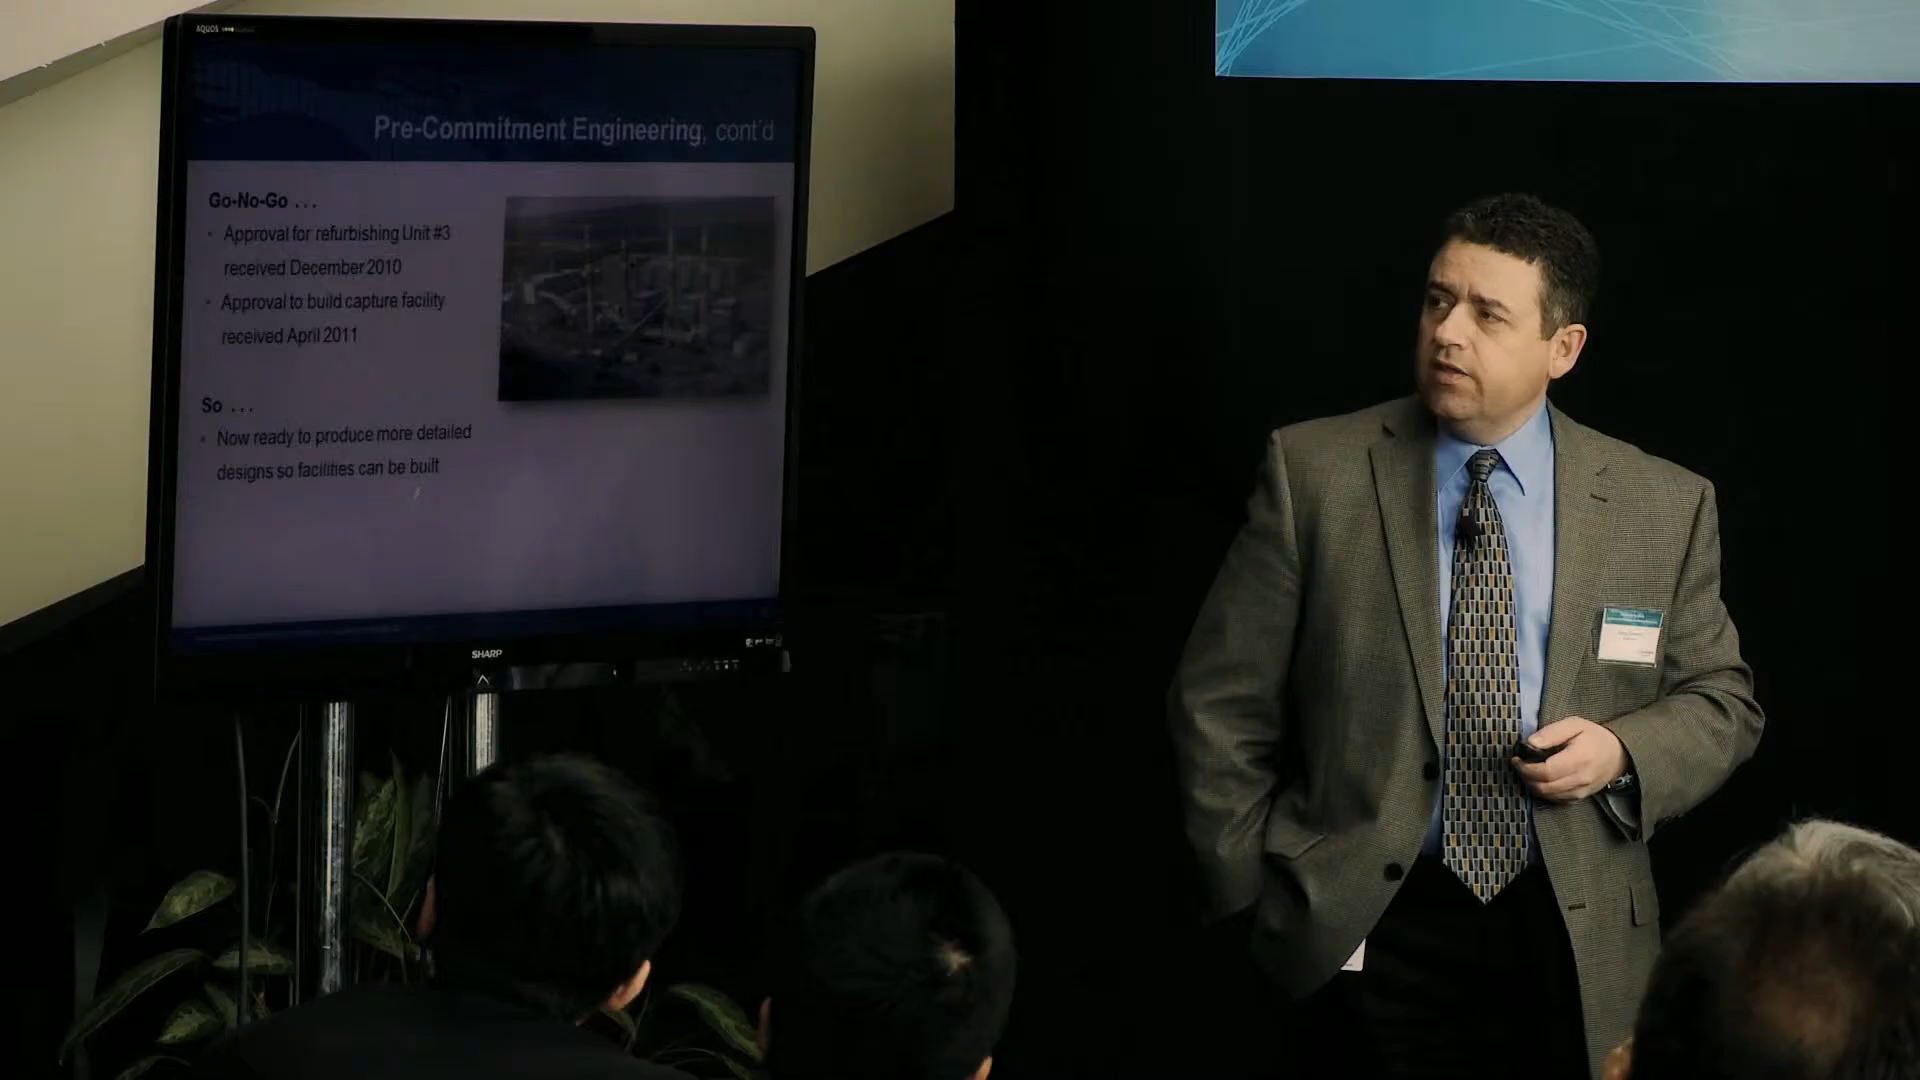 AQUOS
Pre-Commitment Engineering, cont'd
Go-No-Go ...
• Approval for refurbishing Unit #3
received December 2010
• Approval to build capture facility
received April 2011
So ...
• Now ready to produce more detailed
designs so facilities can be built
SHARP